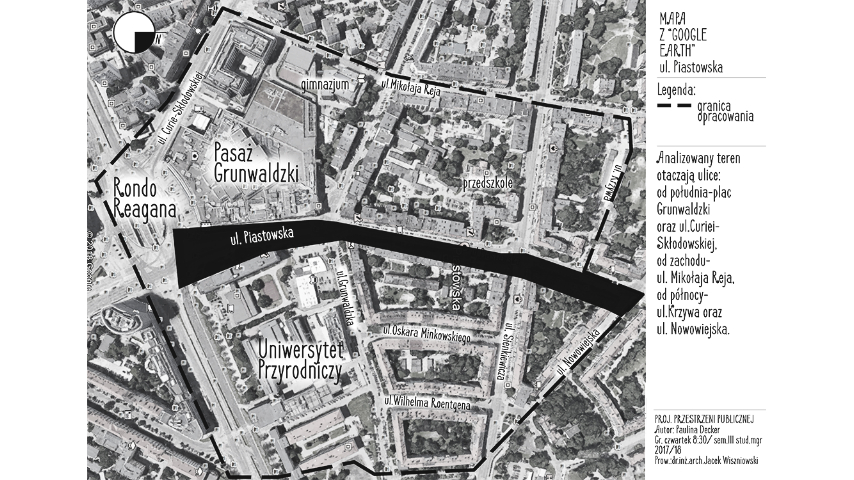 N
ul. Curie-Skłodowskiej
gimnazjum
ul.Mikołaja Reja
Pasaż
Grunwaldzki
przedszkole
ul. Krzywa
Rondo
Reagana
ul. Piastowska
ul.Grunwaldzka
ul.Oskara Minkowskiego
ul. Sienkiewicza
ul. Nowowiejska
Uniwersytet
Przyrodniczy
ul.Wilhelma Roentgena
MAPA
Z "GOOGLE
EARTH"
ul. Piastowska
Legenda:
granica
opracowania
Analizowany teren
otaczają ulice:
od południa-plac
Grunwaldzki
oraz ul.Curiei-
Skłodowskiej,
od zachodu-
ul. Mikołaja Reja,
od północy-
ul.Krzywa oraz
ul. Nowowiejska.
PROJ. PRZESTRZENI PUBLICZNEJ
Autor: Paulina Decker
Gr. czwartek 8:30/ sem.III stud.mgr
2017/18
Prow.:dr.inż.arch Jacek Wiszniowski